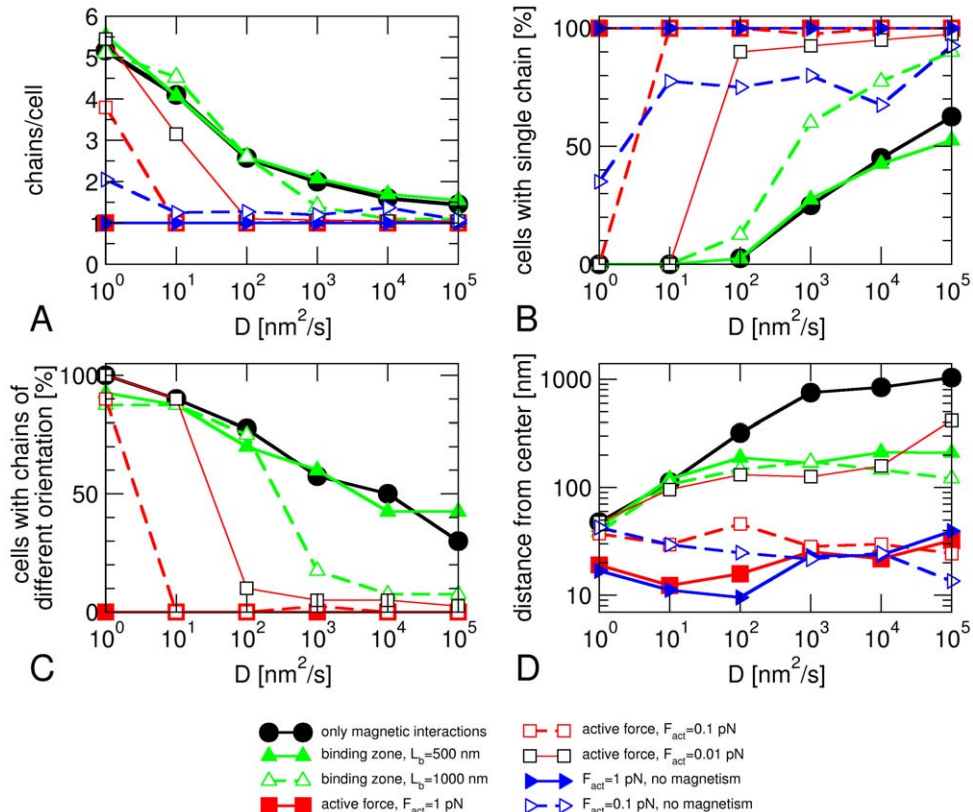 chains/cell
6
5
4
3
2
1
0
10^0 10^1 10^2 10^3 10^4 10^5
D [nm^2/s]
A
cells with single chain [%]
100
50
0
10^0 10^1 10^2 10^3 10^4 10^5
D [nm^2/s]
B
cells with chains of
different orientation [%]
100
50
0
10^0 10^1 10^2 10^3 10^4 10^5
D [nm^2/s]
C
distance from center [nm]
1000
100
10
10^0 10^1 10^2 10^3 10^4 10^5
D [nm^2/s]
D
only magnetic interactions
binding zone, L_b=500 nm
binding zone, L_b=1000 nm
active force, F_act=1 pN
active force, F_act=0.1 pN
active force, F_act=0.01 pN
F_act=1 pN, no magnetism
F_act=0.1 pN, no magnetism